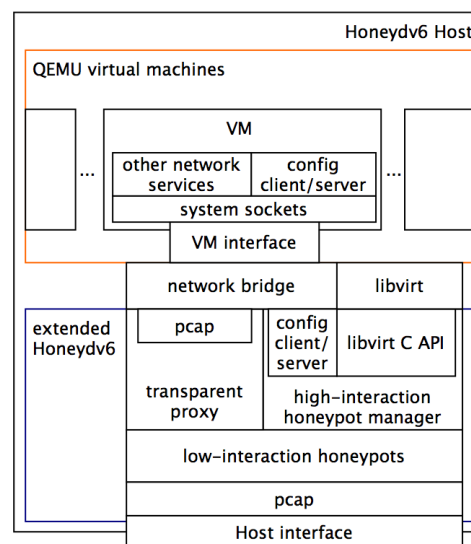 Honeydv6 Host
QEMU virtual machines
VM
...
...
other network
services
config
client/server
system sockets
VM interface
network bridge
libvirt
extended
Honeydv6
pcap
config
client/
server
libvirt C API
transparent
proxy
high-interaction
honeypot manager
low-interaction honeypots
pcap
Host interface